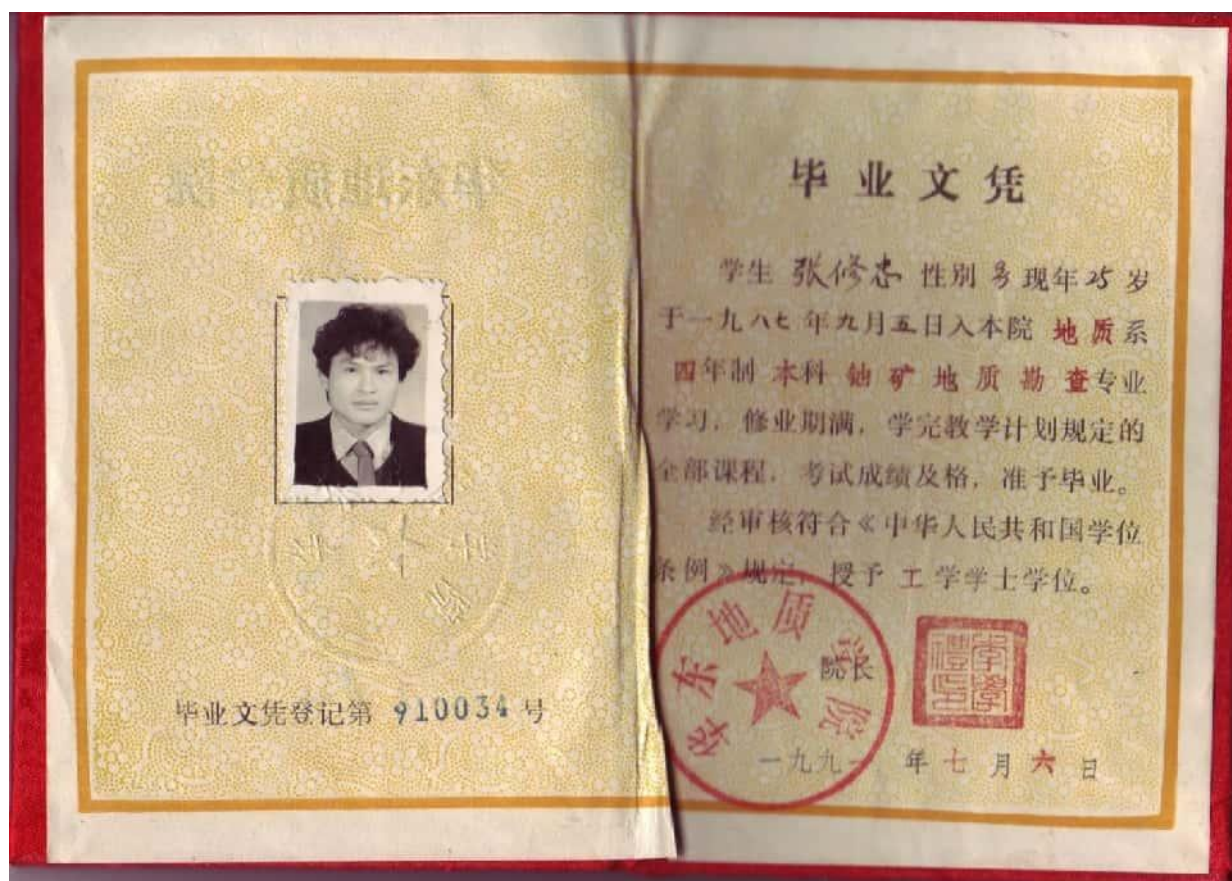 毕业文凭登记第 910034 号
毕业文凭
学生 张修志 性别 男 现年 25 岁
于一九八七年九月五日入本院 地质系
四年制 本科 铀矿地质勘查专业
学习，修业期满，学完教学计划规定的
全部课程，考试成绩及格，准予毕业。
经审核符合《中华人民共和国学位
条例》规定，授予 工 学学士学位。
华东地质学院
院长
一九九一年七月六日